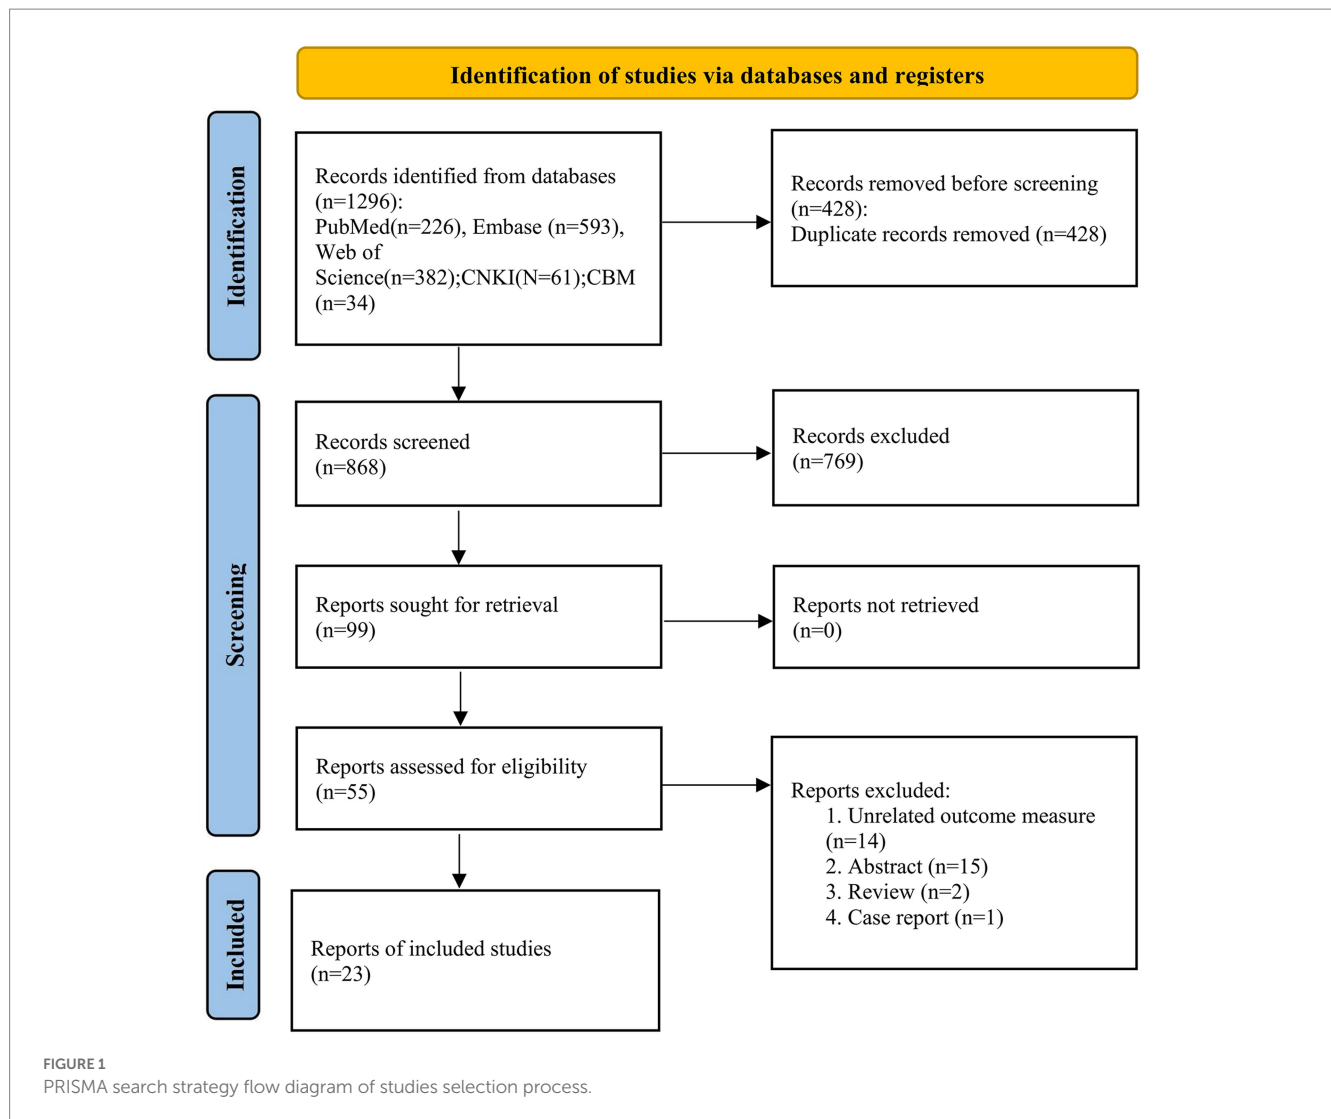 Identification of studies via databases and registers
Identification
Records identified from databases
(n=1296):
PubMed(n=226), Embase (n=593),
Web of
Science(n=382);CNKI(N=61);CBM
(n=34)
Records removed before screening
(n=428):
Duplicate records removed (n=428)
Screening
Records screened
(n=868)
Records excluded
(n=769)
Reports sought for retrieval
(n=99)
Reports not retrieved
(n=0)
Reports assessed for eligibility
(n=55)
Reports excluded:
1. Unrelated outcome measure
(n=14)
2. Abstract (n=15)
3. Review (n=2)
4. Case report (n=1)
Included
Reports of included studies
(n=23)
FIGURE 1
PRISMA search strategy flow diagram of studies selection process.